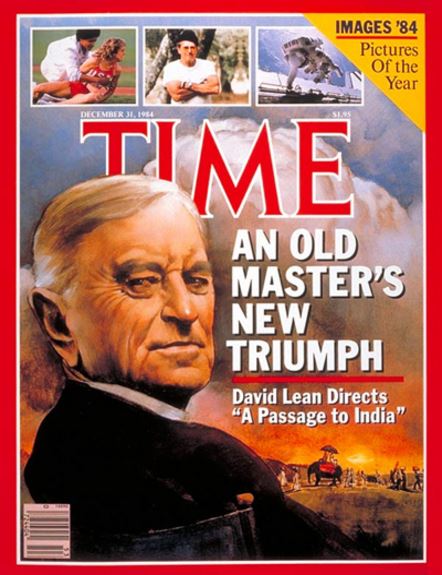 IMAGES '84
Pictures
Of the
Year
USA
DECEMBER 31, 1984
$1.95
TIME
AN OLD
MASTER'S
NEW
TRIUMPH
David Lean Directs
"A Passage to India"